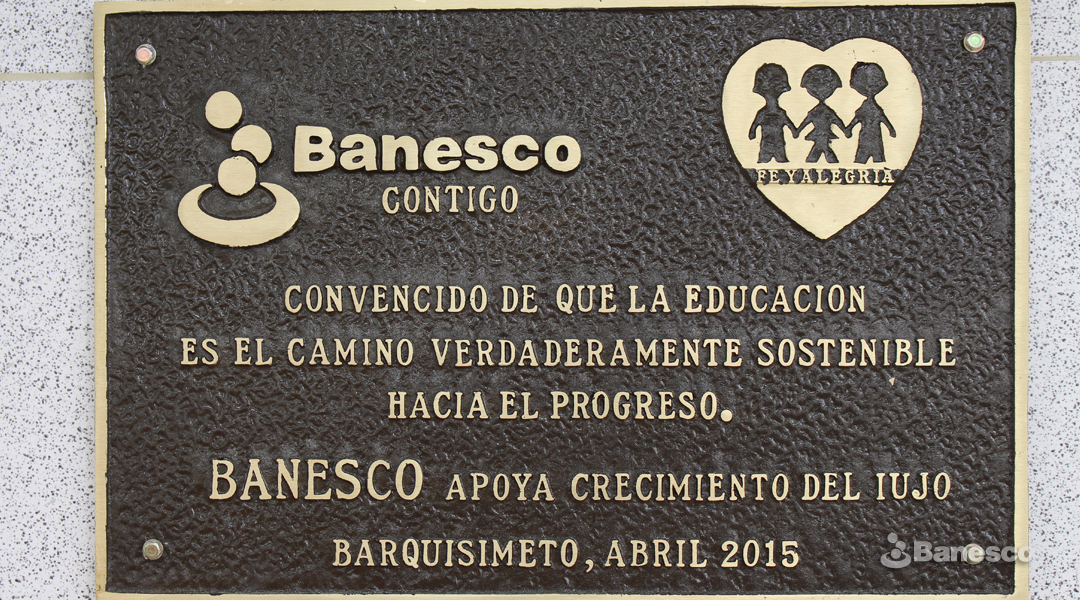 Banesco
CONTIGO
FE Y ALEGRIA
CONVENCIDO DE QUE LA EDUCACION
ES EL CAMINO VERDADERAMENTE SOSTENIBLE
HACIA EL PROGRESO.
BANESCO APOYA CRECIMIENTO DEL IUJO
BARQUISIMETO, ABRIL 2015
Banesco